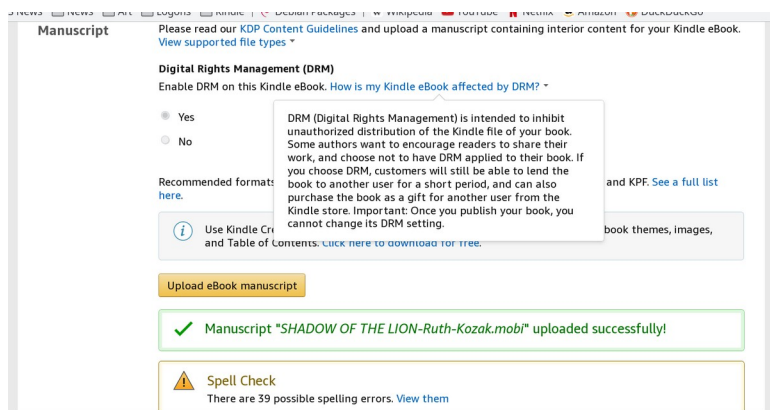 News News Art Logons Kindle Debian Packages Wikipedia YouTube Netflix Amazon DuckDuckGo
Manuscript
Please read our KDP Content Guidelines and upload a manuscript containing interior content for your Kindle eBook.
View supported file types
Digital Rights Management (DRM)
Enable DRM on this Kindle eBook. How is my Kindle eBook affected by DRM?
Yes
No
DRM (Digital Rights Management) is intended to inhibit
unauthorized distribution of the Kindle file of your book.
Some authors want to encourage readers to share their
work, and choose not to have DRM applied to their book. If
you choose DRM, customers will still be able to lend the
book to another user for a short period, and can also
purchase the book as a gift for another user from the
Kindle store. Important: Once you publish your book, you
cannot change its DRM setting.
Recommended formats and KPF. See a full list
here.
Use Kindle Cre book themes, images,
and Table of Contents. Click here to download for free.
Upload eBook manuscript
Manuscript "SHADOW OF THE LION-Ruth-Kozak.mobi" uploaded successfully!
Spell Check
There are 39 possible spelling errors. View them